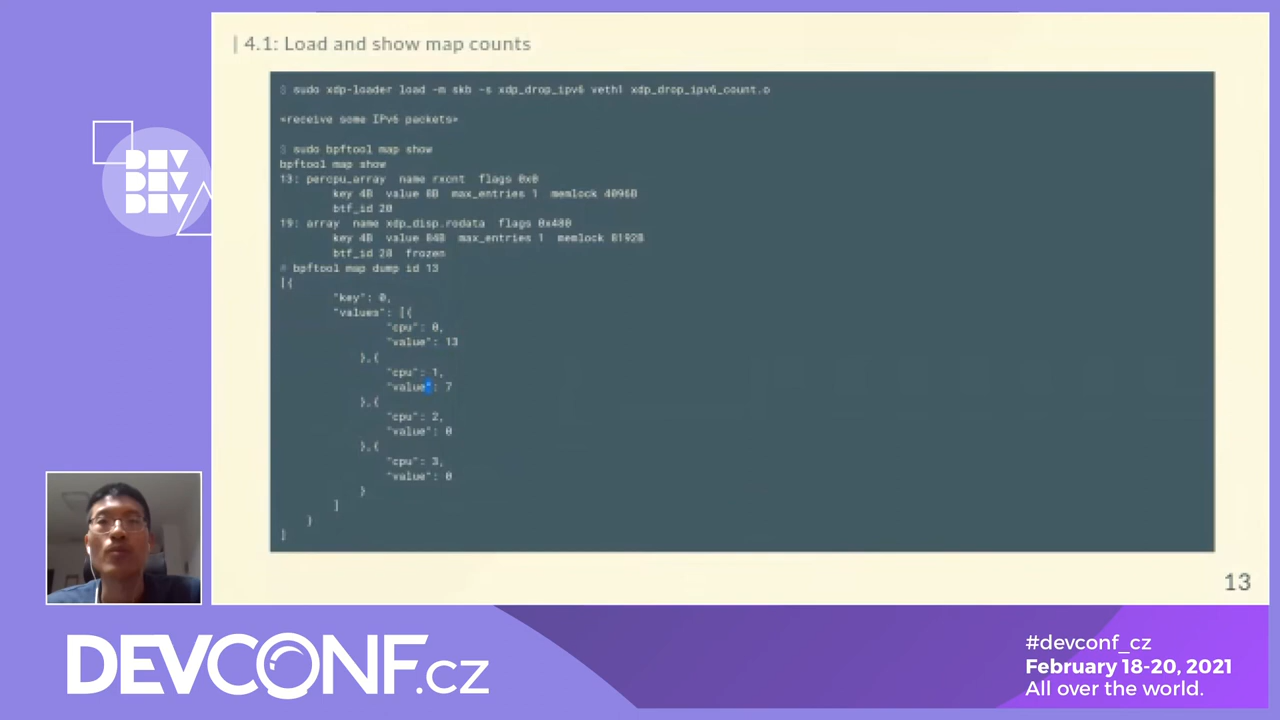 | 4.1: Load and show map counts
$ sudo xdp-loader load -m skb -s xdp_drop_ipv6 veth1 xdp_drop_ipv6_count.o
<receive some IPv6 packets>
$ sudo bpftool map show
bpftool map show
13: percpu_array name rxcnt flags 0x0
key 4B value 8B max_entries 1 memlock 4096B
btf_id 20
19: array name xdp_disp.rodata flags 0x480
key 4B value 84B max_entries 1 memlock 8192B
btf_id 28 frozen
# bpftool map dump id 13
[{
"key": 0,
"values": [{
"cpu": 0,
"value": 13
},{
"cpu": 1,
"value": 7
},{
"cpu": 2,
"value": 0
},{
"cpu": 3,
"value": 0
}
]
}
]
13
DEV
DEV
DEV
DEVCONF.cz
#devconf_cz
February 18-20, 2021
All over the world.